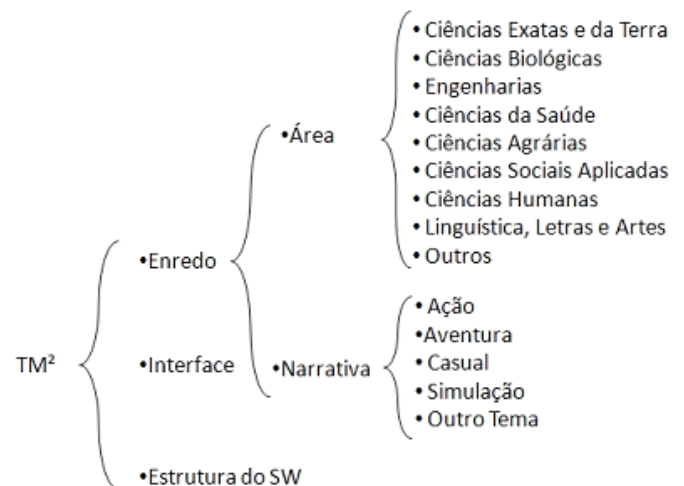 TM²
•Enredo
•Interface
•Estrutura do SW
•Área
•Narrativa
• Ciências Exatas e da Terra
• Ciências Biológicas
• Engenharias
• Ciências da Saúde
• Ciências Agrárias
• Ciências Sociais Aplicadas
• Ciências Humanas
• Linguística, Letras e Artes
• Outros
• Ação
•Aventura
• Casual
• Simulação
• Outro Tema